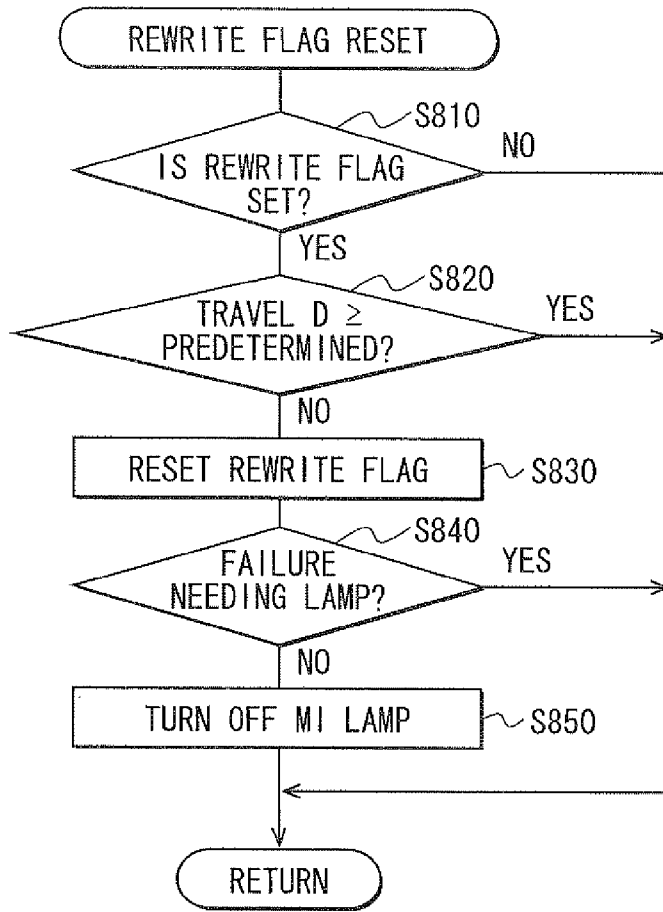 REWRITE FLAG RESET
S810
NO
IS REWRITE FLAG
SET?
YES
S820
YES
TRAVEL D ≥
PREDETERMINED?
NO
RESET REWRITE FLAG
S830
S840
YES
FAILURE
NEEDING LAMP?
NO
TURN OFF MI LAMP
S850
RETURN